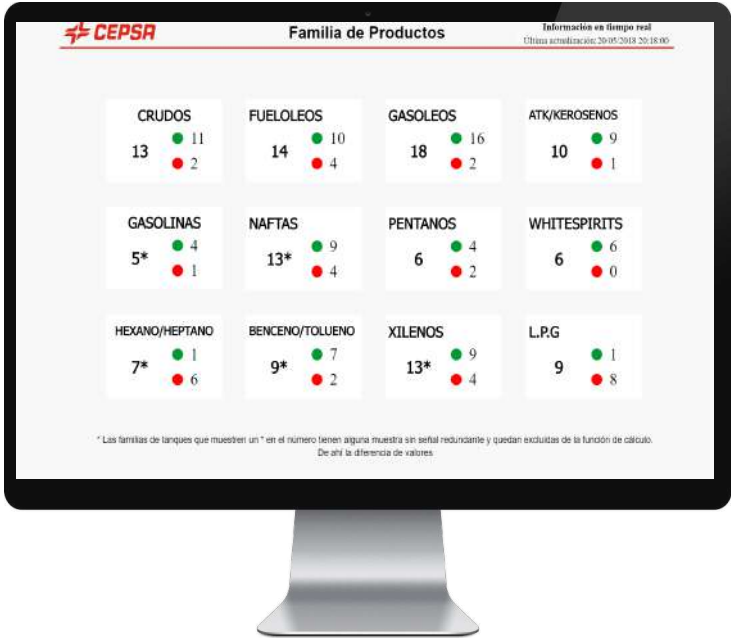 CEPSA
Familia de Productos
Información en tiempo real
Última actualización: 20/05/2018 20:18:00
CRUDOS
13
11
2
FUELOLEOS
14
10
4
GASOLEOS
18
16
2
ATK/KEROSENOS
10
9
1
GASOLINAS
5*
4
1
NAFTAS
13*
9
4
PENTANOS
6
4
2
WHITESPIRITS
6
6
0
HEXANO/HEPTANO
7*
1
6
BENCENO/TOLUENO
9*
7
2
XILENOS
13*
9
4
L.P.G
9
1
8
* Las familias de tanques que muestren un * en el número tienen alguna muestra sin señal redundante y quedan excluidas de la función de cálculo.
De ahí la diferencia de valores